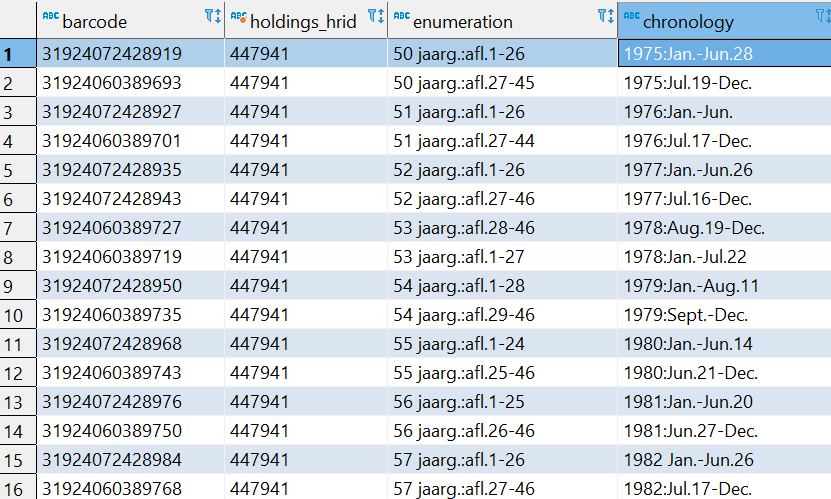 ABC barcode ABC holdings_hrid ABC enumeration ABC chronology
1 31924072428919 447941 50 jaarg.:afl.1-26 1975:Jan.-Jun.28
2 31924060389693 447941 50 jaarg.:afl.27-45 1975:Jul.19-Dec.
3 31924072428927 447941 51 jaarg.:afl.1-26 1976:Jan.-Jun.
4 31924060389701 447941 51 jaarg.:afl.27-44 1976:Jul.17-Dec.
5 31924072428935 447941 52 jaarg.:afl.1-26 1977:Jan.-Jun.26
6 31924072428943 447941 52 jaarg.:afl.27-46 1977:Jul.16-Dec.
7 31924060389727 447941 53 jaarg.:afl.28-46 1978:Aug.19-Dec.
8 31924060389719 447941 53 jaarg.:afl.1-27 1978:Jan.-Jul.22
9 31924072428950 447941 54 jaarg.:afl.1-28 1979:Jan.-Aug.11
10 31924060389735 447941 54 jaarg.:afl.29-46 1979:Sept.-Dec.
11 31924072428968 447941 55 jaarg.:afl.1-24 1980:Jan.-Jun.14
12 31924060389743 447941 55 jaarg.:afl.25-46 1980:Jun.21-Dec.
13 31924072428976 447941 56 jaarg.:afl.1-25 1981:Jan.-Jun.20
14 31924060389750 447941 56 jaarg.:afl.26-46 1981:Jun.27-Dec.
15 31924072428984 447941 57 jaarg.:afl.1-26 1982 Jan.-Jun.26
16 31924060389768 447941 57 jaarg.:afl.27-46 1982:Jul.17-Dec.